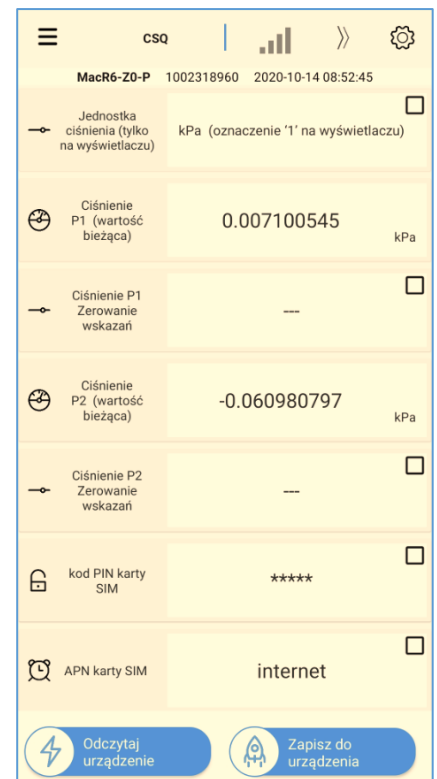 CSQ
MacR6-Z0-P 1002318960 2020-10-14 08:52:45
Jednostka
ciśnienia (tylko
na wyświetlaczu)
kPa (oznaczenie '1' na wyświetlaczu)
Ciśnienie
P1 (wartość
bieżąca)
0.007100545
kPa
Ciśnienie P1
Zerowanie
wskazań
---
Ciśnienie
P2 (wartość
bieżąca)
-0.060980797
kPa
Ciśnienie P2
Zerowanie
wskazań
---
kod PIN karty
SIM
*****
APN karty SIM
internet
Odczytaj
urządzenie
Zapisz do
urządzenia